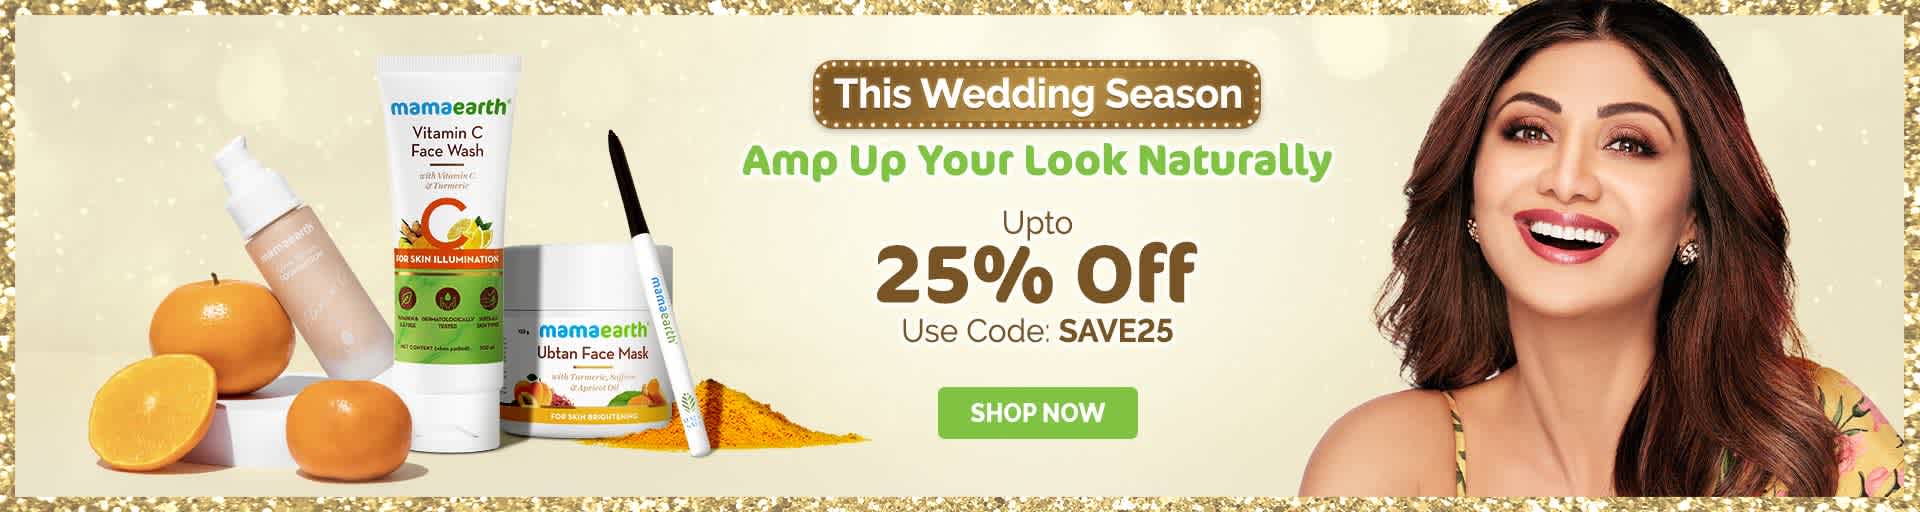 This Wedding Season
Amp Up Your Look Naturally
Upto
25% Off
Use Code: SAVE25
SHOP NOW
mamaearth
FOUNDATION
mamaearth
Vitamin C
Face Wash
with Vitamin C
& Turmeric
C
FOR SKIN ILLUMINATION
DERMATOLOGICALLY
TESTED
mamaearth
Ubtan Face Mask
with Turmeric, Saffron
& Apricot Oil
FOR SKIN BRIGHTENING
mamaearth